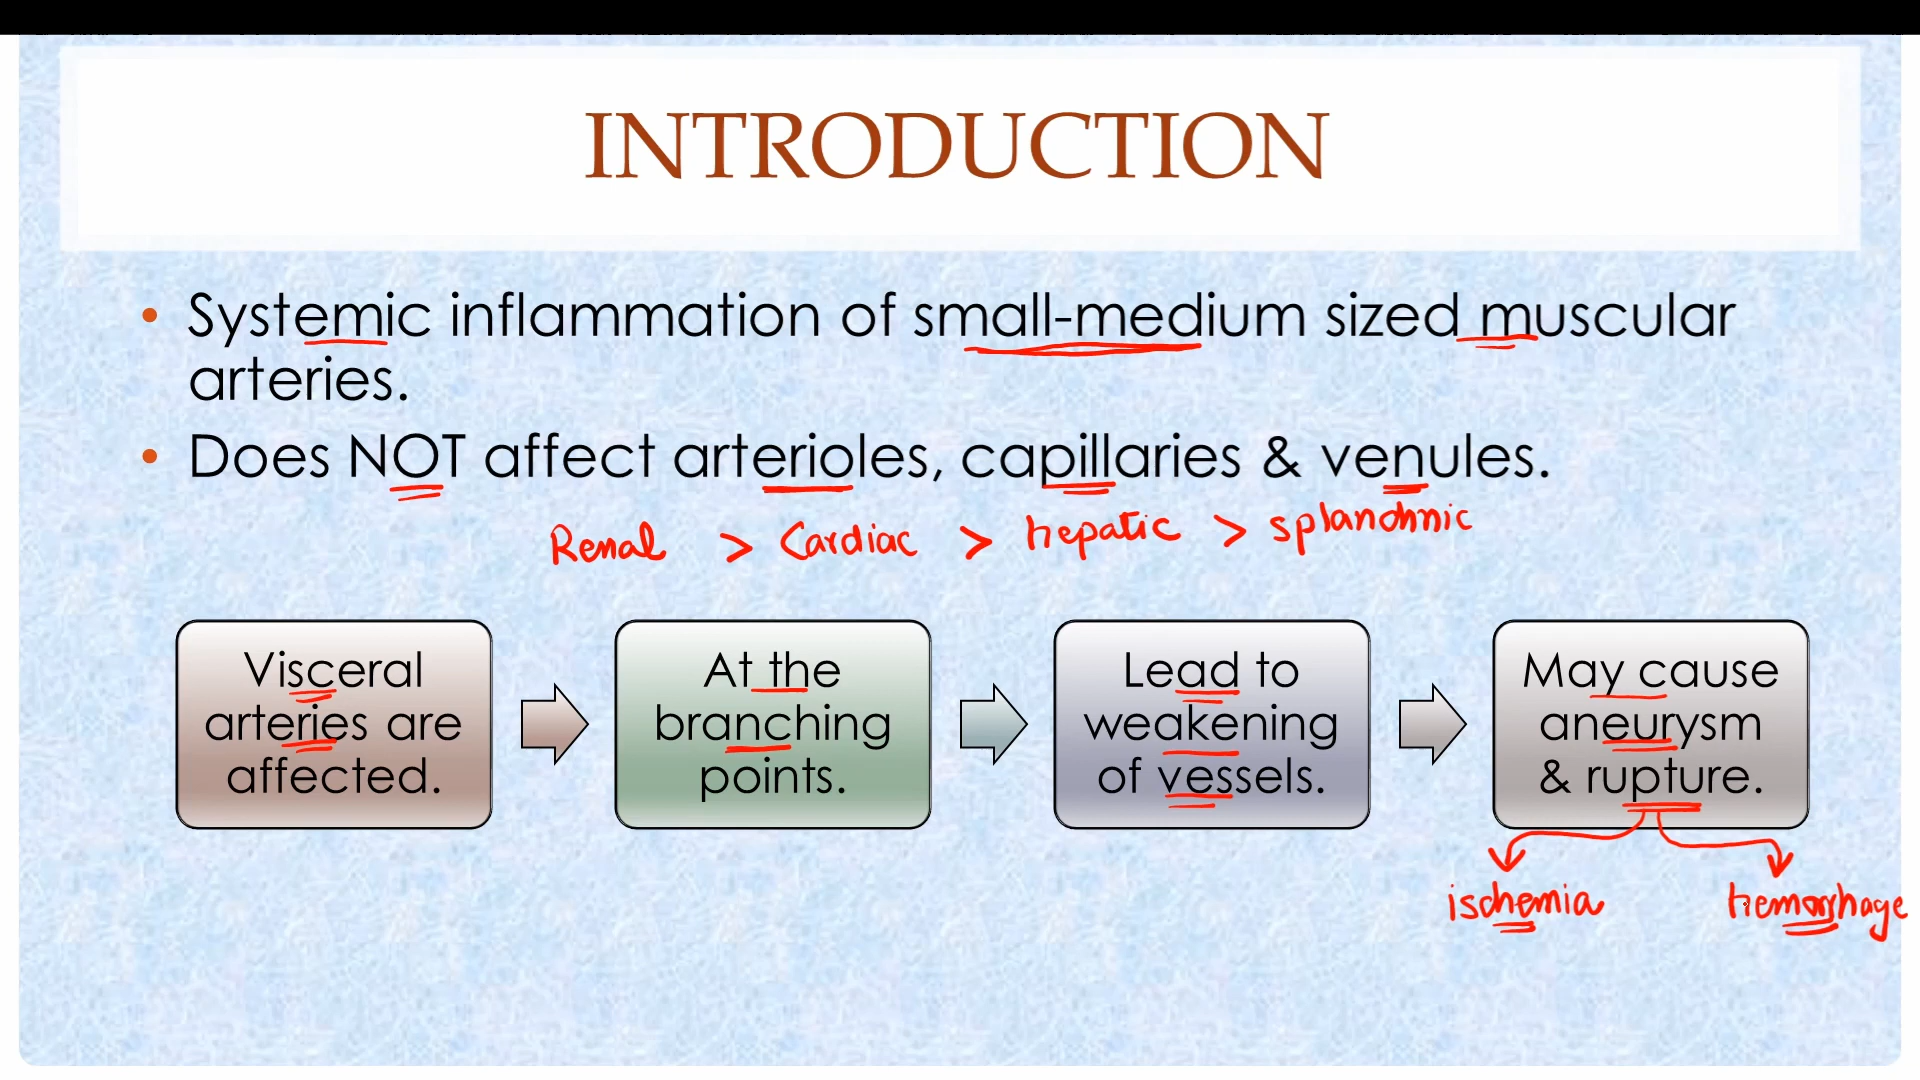 INTRODUCTION
• Systemic inflammation of small-medium sized muscular
arteries.
• Does NOT affect arterioles, capillaries & venules.
Renal > Cardiac > hepatic > splanchnic
Visceral
arteries are
affected.
At the
branching
points.
Lead to
weakening
of vessels.
May cause
aneurysm
& rupture.
ischemia
hemorrhage